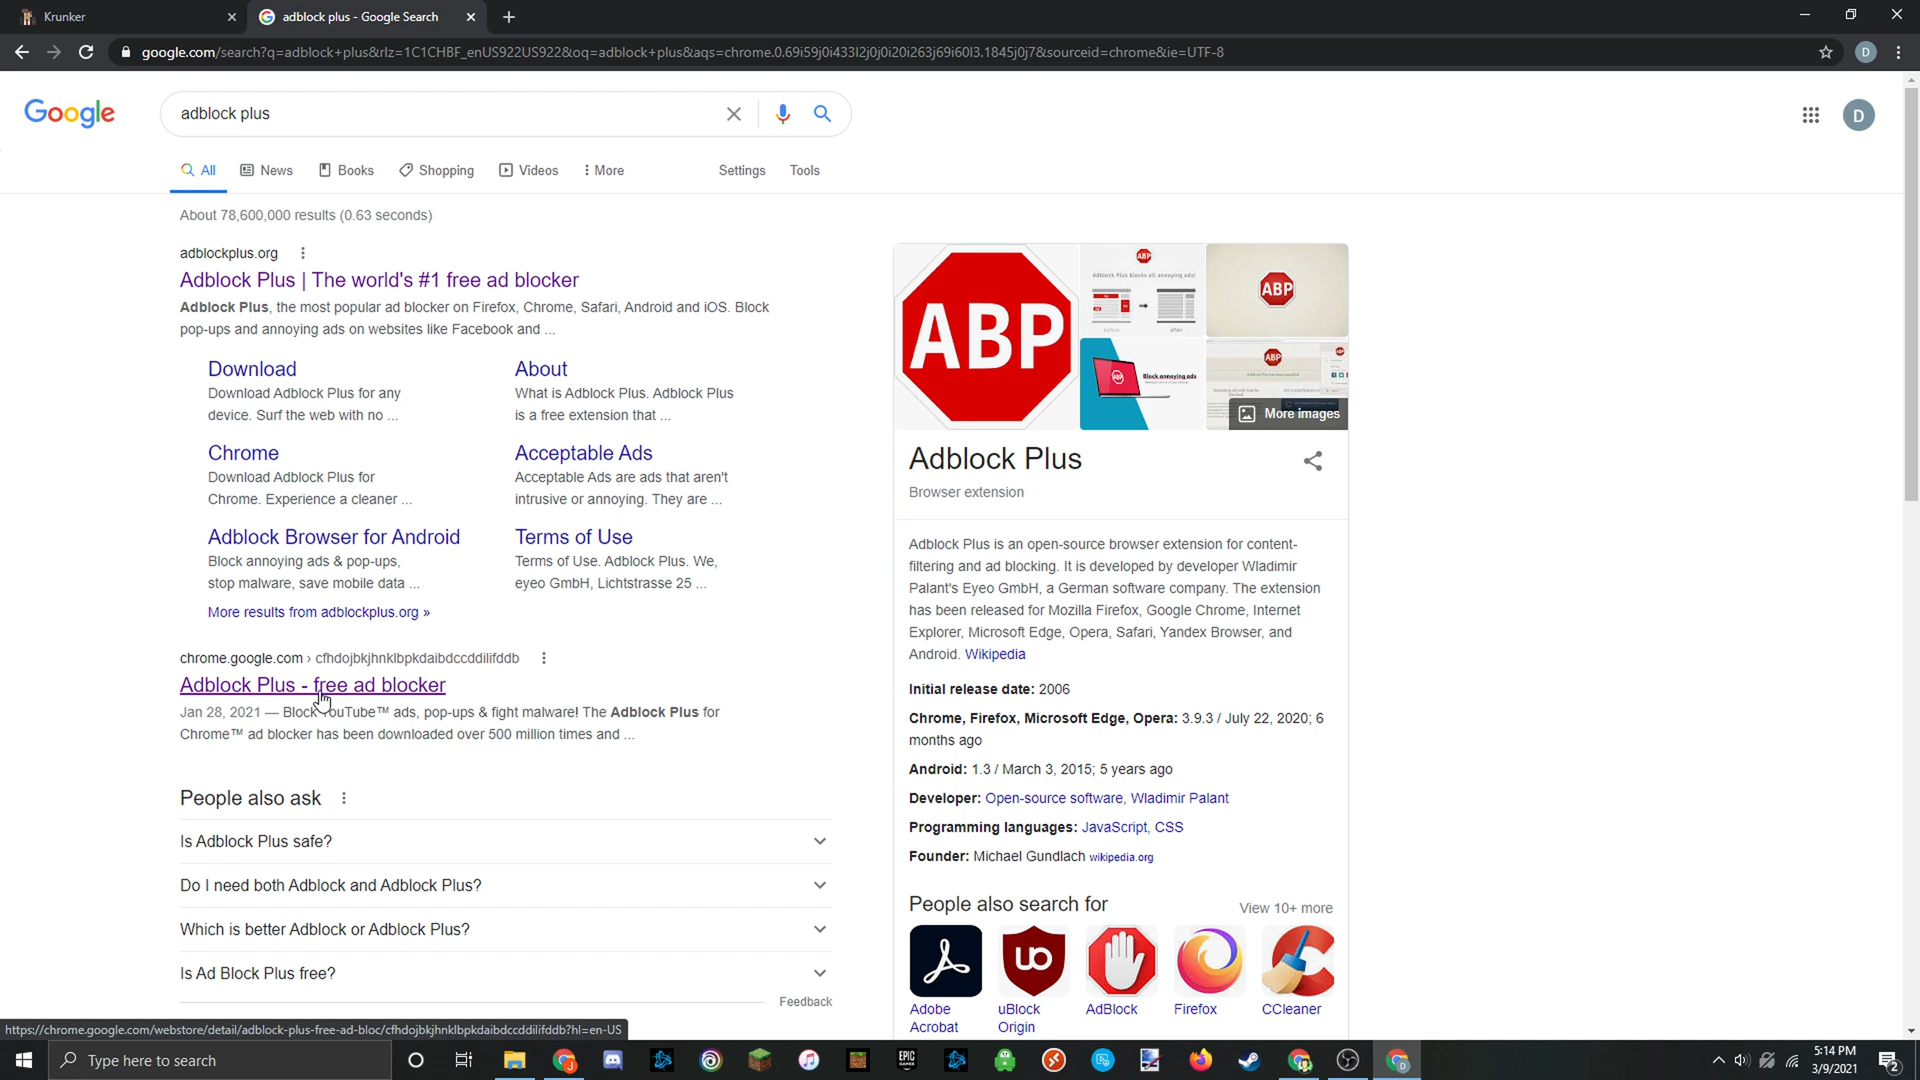 Krunker
adblock plus - Google Search
google.com/search?q=adblock+plus&rlz=1C1CHBF_enUS922US922&oq=adblock+plus&aqs=chrome.0.69i59j0i433l2j0j0i20i263j69i60l3.1845j0j7&sourceid=chrome&ie=UTF-8
D
Google
adblock plus
D
All
News
Books
Shopping
Videos
More
Settings
Tools
About 78,600,000 results (0.63 seconds)
adblockplus.org
Adblock Plus | The world's #1 free ad blocker
Adblock Plus, the most popular ad blocker on Firefox, Chrome, Safari, Android and iOS. Block
pop-ups and annoying ads on websites like Facebook and ...
Download
Download Adblock Plus for any
device. Surf the web with no ...
About
What is Adblock Plus. Adblock Plus
is a free extension that ...
Chrome
Download Adblock Plus for
Chrome. Experience a cleaner ...
Acceptable Ads
Acceptable Ads are ads that aren't
intrusive or annoying. They are ...
Adblock Browser for Android
Block annoying ads & pop-ups,
stop malware, save mobile data ...
Terms of Use
Terms of Use. Adblock Plus. We,
eyeo GmbH, Lichtstrasse 25 ...
More results from adblockplus.org »
chrome.google.com › cfhdojbkjhnklbpkdaibdccddilifddb
Adblock Plus - free ad blocker
Jan 28, 2021 — Block YouTube™ ads, pop-ups & fight malware! The Adblock Plus for
Chrome™ ad blocker has been downloaded over 500 million times and ...
People also ask
Is Adblock Plus safe?
Do I need both Adblock and Adblock Plus?
Which is better Adblock or Adblock Plus?
Is Ad Block Plus free?
Feedback
ABP
ABP
Adblock Plus blocks all annoying ads!
ABP
Block annoying ads
ABP
More images
Adblock Plus
Browser extension
Adblock Plus is an open-source browser extension for content-
filtering and ad blocking. It is developed by developer Wladimir
Palant's Eyeo GmbH, a German software company. The extension
has been released for Mozilla Firefox, Google Chrome, Internet
Explorer, Microsoft Edge, Opera, Safari, Yandex Browser, and
Android. Wikipedia
Initial release date: 2006
Chrome, Firefox, Microsoft Edge, Opera: 3.9.3 / July 22, 2020; 6
months ago
Android: 1.3 / March 3, 2015; 5 years ago
Developer: Open-source software, Wladimir Palant
Programming languages: JavaScript, CSS
Founder: Michael Gundlach wikipedia.org
People also search for
View 10+ more
Adobe
Acrobat
uBlock
Origin
AdBlock
Firefox
CCleaner
https://chrome.google.com/webstore/detail/adblock-plus-free-ad-bloc/cfhdojbkjhnklbpkdaibdccddilifddb?hl=en-US
Type here to search
EPIC
GAMES
5:14 PM
3/9/2021
2